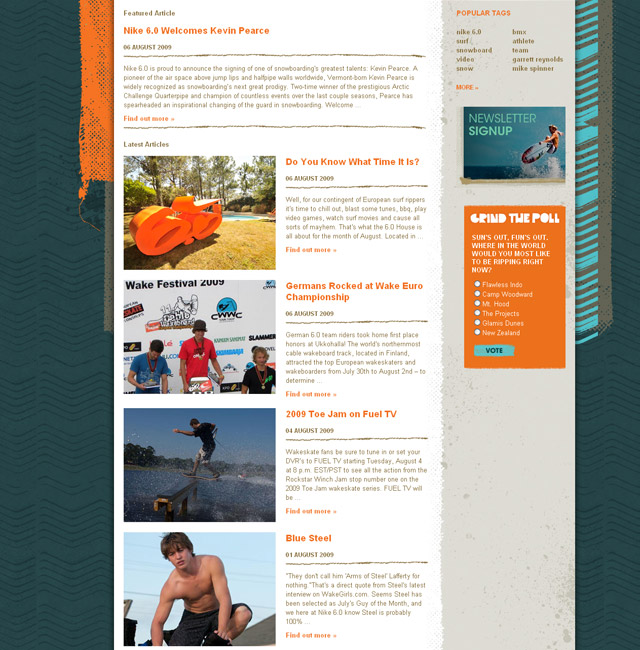 Featured Article
Nike 6.0 Welcomes Kevin Pearce
06 AUGUST 2009
Nike 6.0 is proud to announce the signing of one of snowboarding's greatest talents: Kevin Pearce. A
pioneer of the air space above jump lips and halfpipe walls worldwide, Vermont-born Kevin Pearce is
widely recognized as snowboarding's next great prodigy. Two-time winner of the prestigious Arctic
Challenge Quarterpipe and champion of countless events over the last couple seasons, Pearce has
spearheaded an inspirational changing of the guard in snowboarding. Welcome ...
Find out more »
Latest Articles
6.0
Do You Know What Time It Is?
06 AUGUST 2009
Well, for our contingent of European surf rippers
it's time to chill out, blast some tunes, bbq, play
video games, watch surf movies and cause all
sorts of mayhem. That's what the 6.0 House is
all about for the month of August. Located in ...
Find out more »
Wake Festival 2009
CWWC
SLAMMER
Germans Rocked at Wake Euro
Championship
06 AUGUST 2009
German 6.0 team riders took home first place
honors at Ukkohalla! The world's northernmost
cable wakeboard track, located in Finland,
attracted the top European wakeskaters and
wakeboarders from July 30th to August 2nd – to
determine ...
Find out more »
2009 Toe Jam on Fuel TV
04 AUGUST 2009
Wakeskate fans be sure to tune in or set your
DVR's to FUEL TV starting Tuesday, August 4
at 8 p.m. EST/PST to see all the action from the
Rockstar Winch Jam stop number one on the
2009 Toe Jam wakeskate series. FUEL TV will
be ...
Find out more »
Blue Steel
01 AUGUST 2009
"They don't call him 'Arms of Steel' Lafferty for
nothing."That's a direct quote from Steel's latest
interview on WakeGirls.com. Seems Steel has
been selected as July's Guy of the Month, and
we here at Nike 6.0 know Steel is probably
100% ...
Find out more »
POPULAR TAGS
nike 6.0
surf
snowboard
video
snow
bmx
athlete
team
garrett reynolds
mike spinner
MORE »
NEWSLETTER
SIGNUP
GRIND THE POLL
SUN'S OUT, FUN'S OUT.
WHERE IN THE WORLD
WOULD YOU MOST LIKE
TO BE RIPPING RIGHT
NOW?
Flawless Indo
Camp Woodward
Mt. Hood
The Projects
Glamis Dunes
New Zealand
VOTE